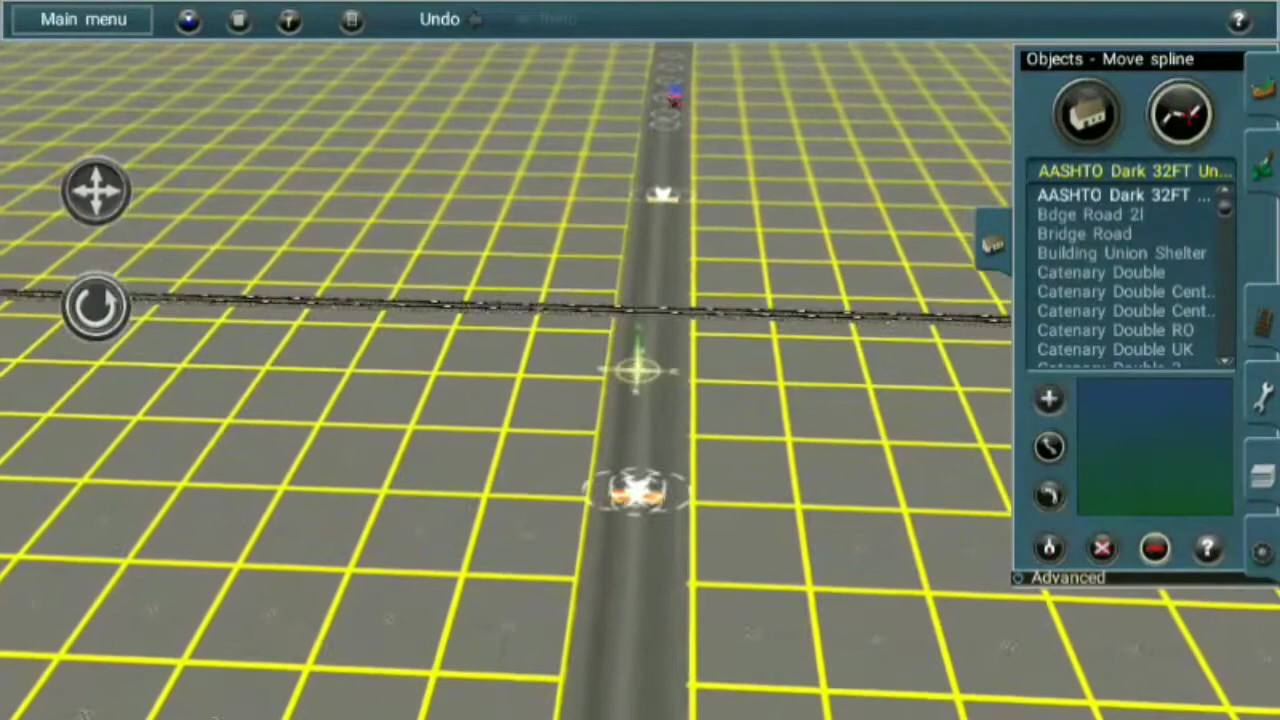 Main menu
Undo
?
Objects - Move spline
AASHTO Dark 32FT Un...
AASHTO Dark 32FT ...
Bdge Road 2l
Bridge Road
Building Union Shelter
Catenary Double
Catenary Double Cent..
Catenary Double Cent..
Catenary Double RO
Catenary Double UK
?
Advanced